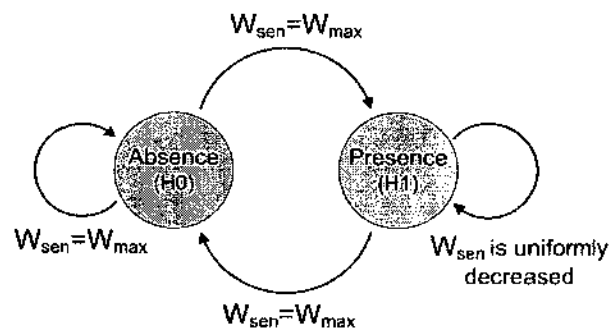 W_sen=W_max
Absence
(H0)
Presence
(H1)
W_sen=W_max
W_sen is uniformly
decreased
W_sen=W_max